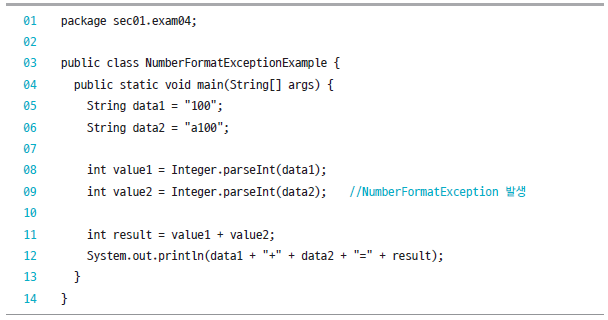 01 package sec01.exam04;
02
03 public class NumberFormatExceptionExample {
04 public static void main(String[] args) {
05 String data1 = "100";
06 String data2 = "a100";
07
08 int value1 = Integer.parseInt(data1);
09 int value2 = Integer.parseInt(data2); //NumberFormatException 발생
10
11 int result = value1 + value2;
12 System.out.println(data1 + "+" + data2 + "=" + result);
13 }
14 }